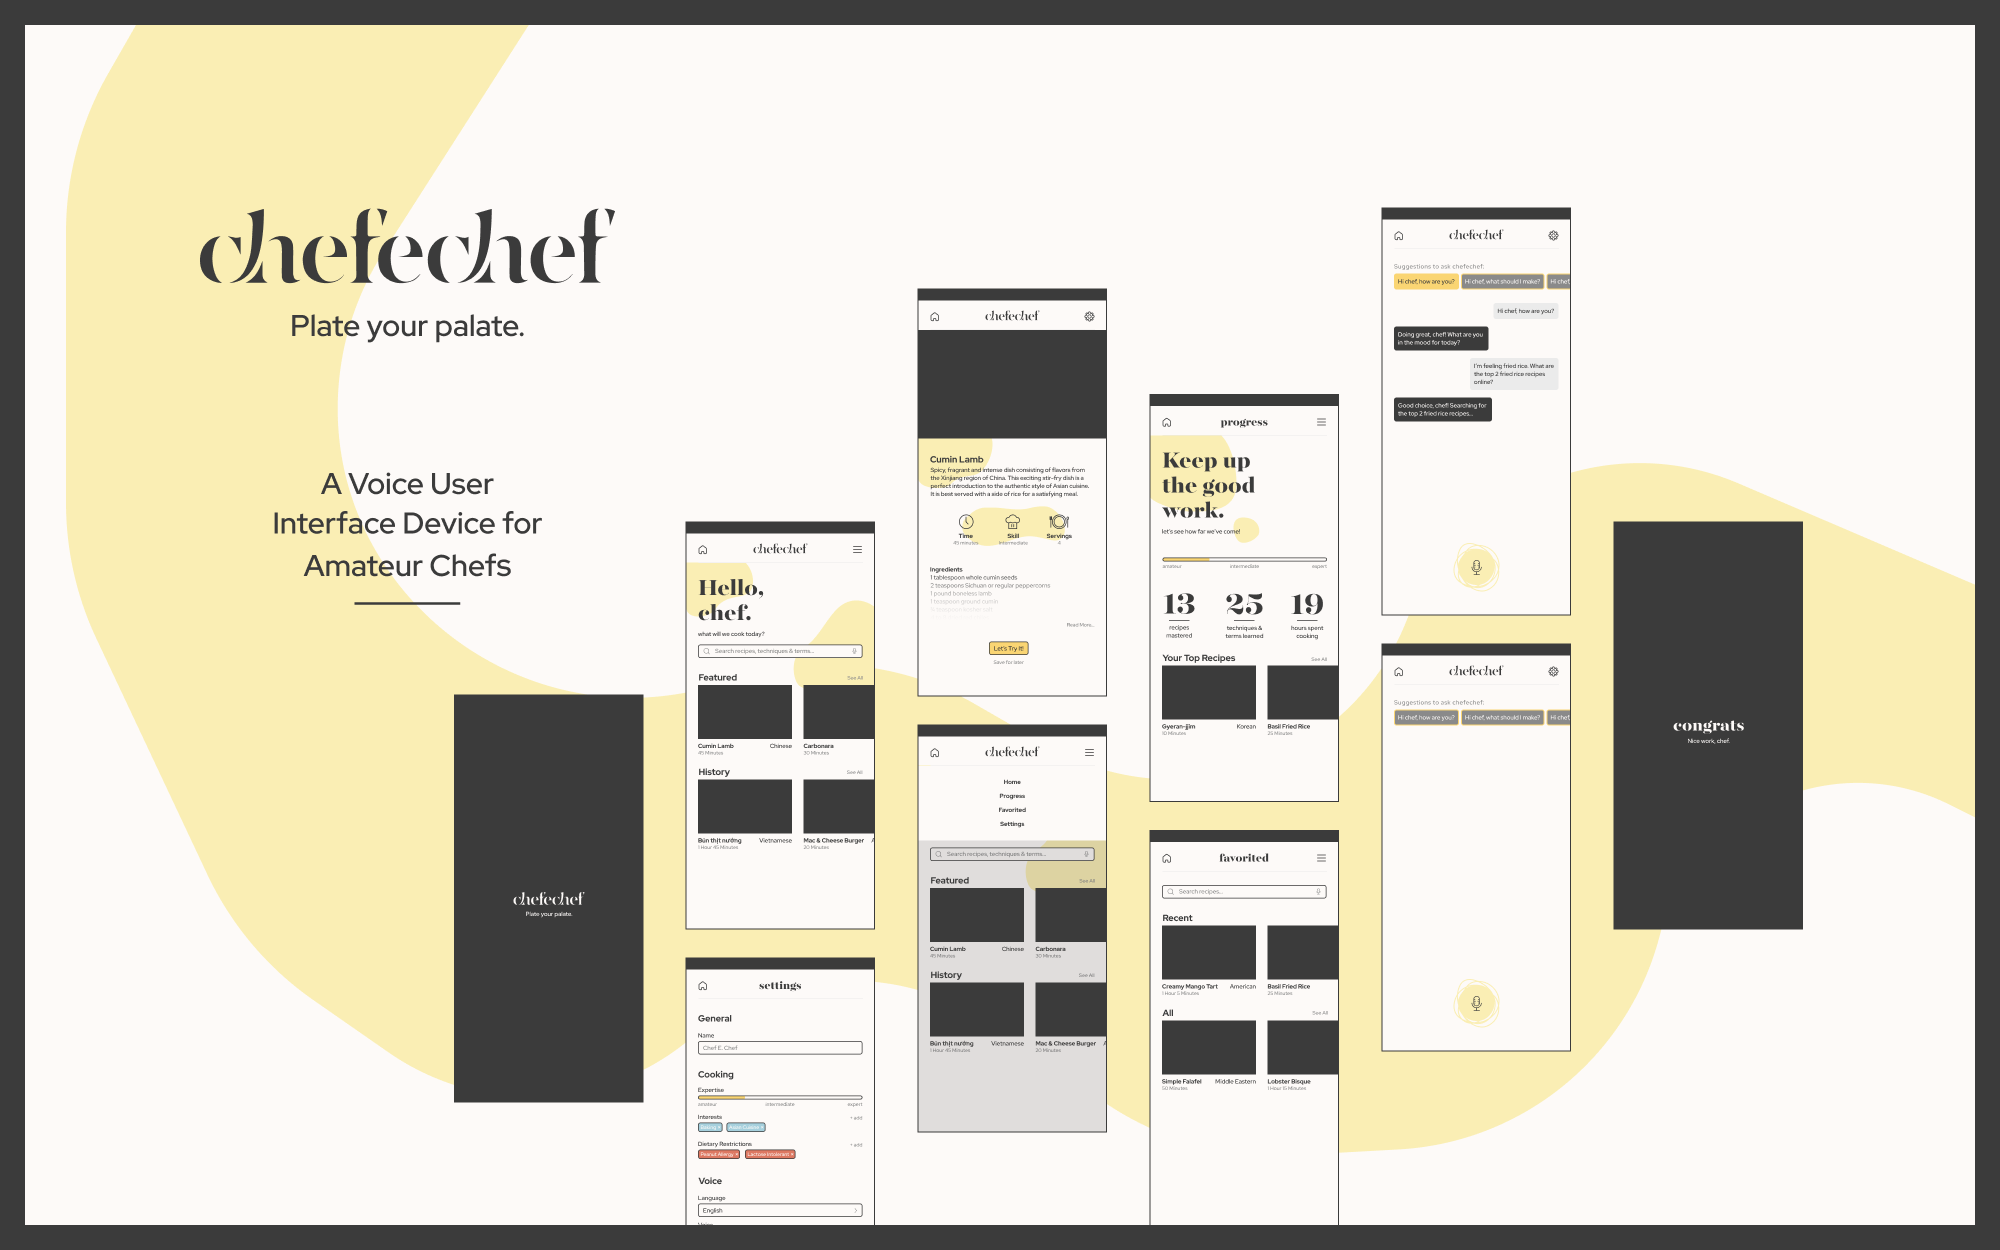 chefechef
Plate your palate.
A Voice User
Interface Device for
Amateur Chefs
chefechef
Plate your palate.
chefechef
Hello,
chef.
what will we cook today?
Search recipes, techniques & terms...
Featured See All
Cumin Lamb Chinese Carbonara
45 Minutes 30 Minutes
History See All
Bún thịt nướng Vietnamese Mac & Cheese Burger
1 Hour 45 Minutes 20 Minutes
settings
General
Name
Chef E. Chef
Cooking
Expertise
amateur intermediate expert
Interests + add
Baking × Asian Cuisine ×
Dietary Restrictions + add
Peanut Allergy × Lactose Intolerant ×
Voice
Language
English
chefechef
Cumin Lamb
Spicy, fragrant and intense dish consisting of flavors from
the Xinjiang region of China. This exciting stir-fry dish is a
perfect introduction to the authentic style of Asian cuisine.
It is best served with a side of rice for a satisfying meal.
Time Skill Servings
45 minutes Intermediate 4
Ingredients
1 tablespoon whole cumin seeds
2 teaspoons Sichuan or regular peppercorns
1 pound boneless lamb
1 teaspoon ground cumin
Read More...
Let's Try It!
Save for later
chefechef
Home
Progress
Favorited
Settings
Search recipes, techniques & terms...
Featured See All
Cumin Lamb Chinese Carbonara
45 Minutes 30 Minutes
History See All
Bún thịt nướng Vietnamese Mac & Cheese Burger
1 Hour 45 Minutes 20 Minutes
progress
Keep up
the good
work.
let's see how far we've come!
amateur intermediate expert
13 25 19
recipes techniques & hours spent
mastered terms learned cooking
Your Top Recipes See All
Gyeran-jjim Korean Basil Fried Rice
10 Minutes 25 Minutes
favorited
Search recipes...
Recent
Creamy Mango Tart American Basil Fried Rice
1 Hour 5 Minutes 25 Minutes
All See All
Simple Falafel Middle Eastern Lobster Bisque
50 Minutes 1 Hour 15 Minutes
chefechef
Suggestions to ask chefechef:
Hi chef, how are you? Hi chef, what should I make? Hi chef,
Hi chef, how are you?
Doing great, chef! What are you
in the mood for today?
I'm feeling fried rice. What are
the top 2 fried rice recipes
online?
Good choice, chef! Searching for
the top 2 fried rice recipes...
chefechef
Suggestions to ask chefechef:
Hi chef, how are you? Hi chef, what should I make? Hi chef,
congrats
Nice work, chef.